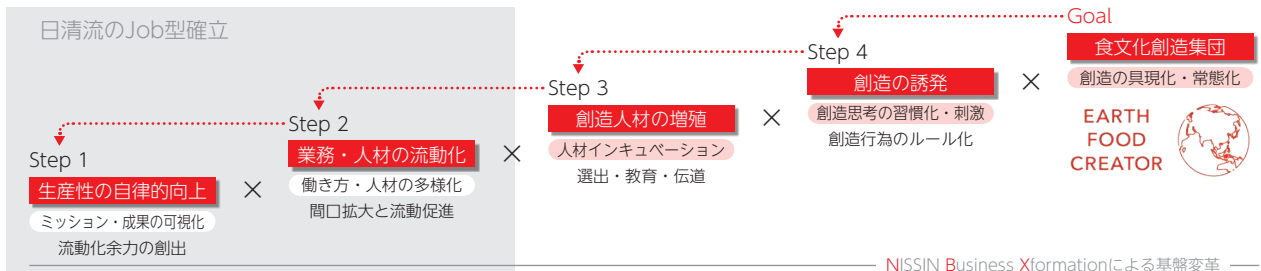 日清流のJob型確立
Step 1
生産性の自律的向上
ミッション・成果の可視化
流動化余力の創出
×
Step 2
業務・人材の流動化
働き方・人材の多様化
間口拡大と流動促進
×
Step 3
創造人材の増殖
人材インキュベーション
選出・教育・伝道
×
Step 4
創造の誘発
創造思考の習慣化・刺激
創造行為のルール化
×
Goal
食文化創造集団
創造の具現化・常態化
EARTH
FOOD
CREATOR
NISSIN Business Xformationによる基盤変革